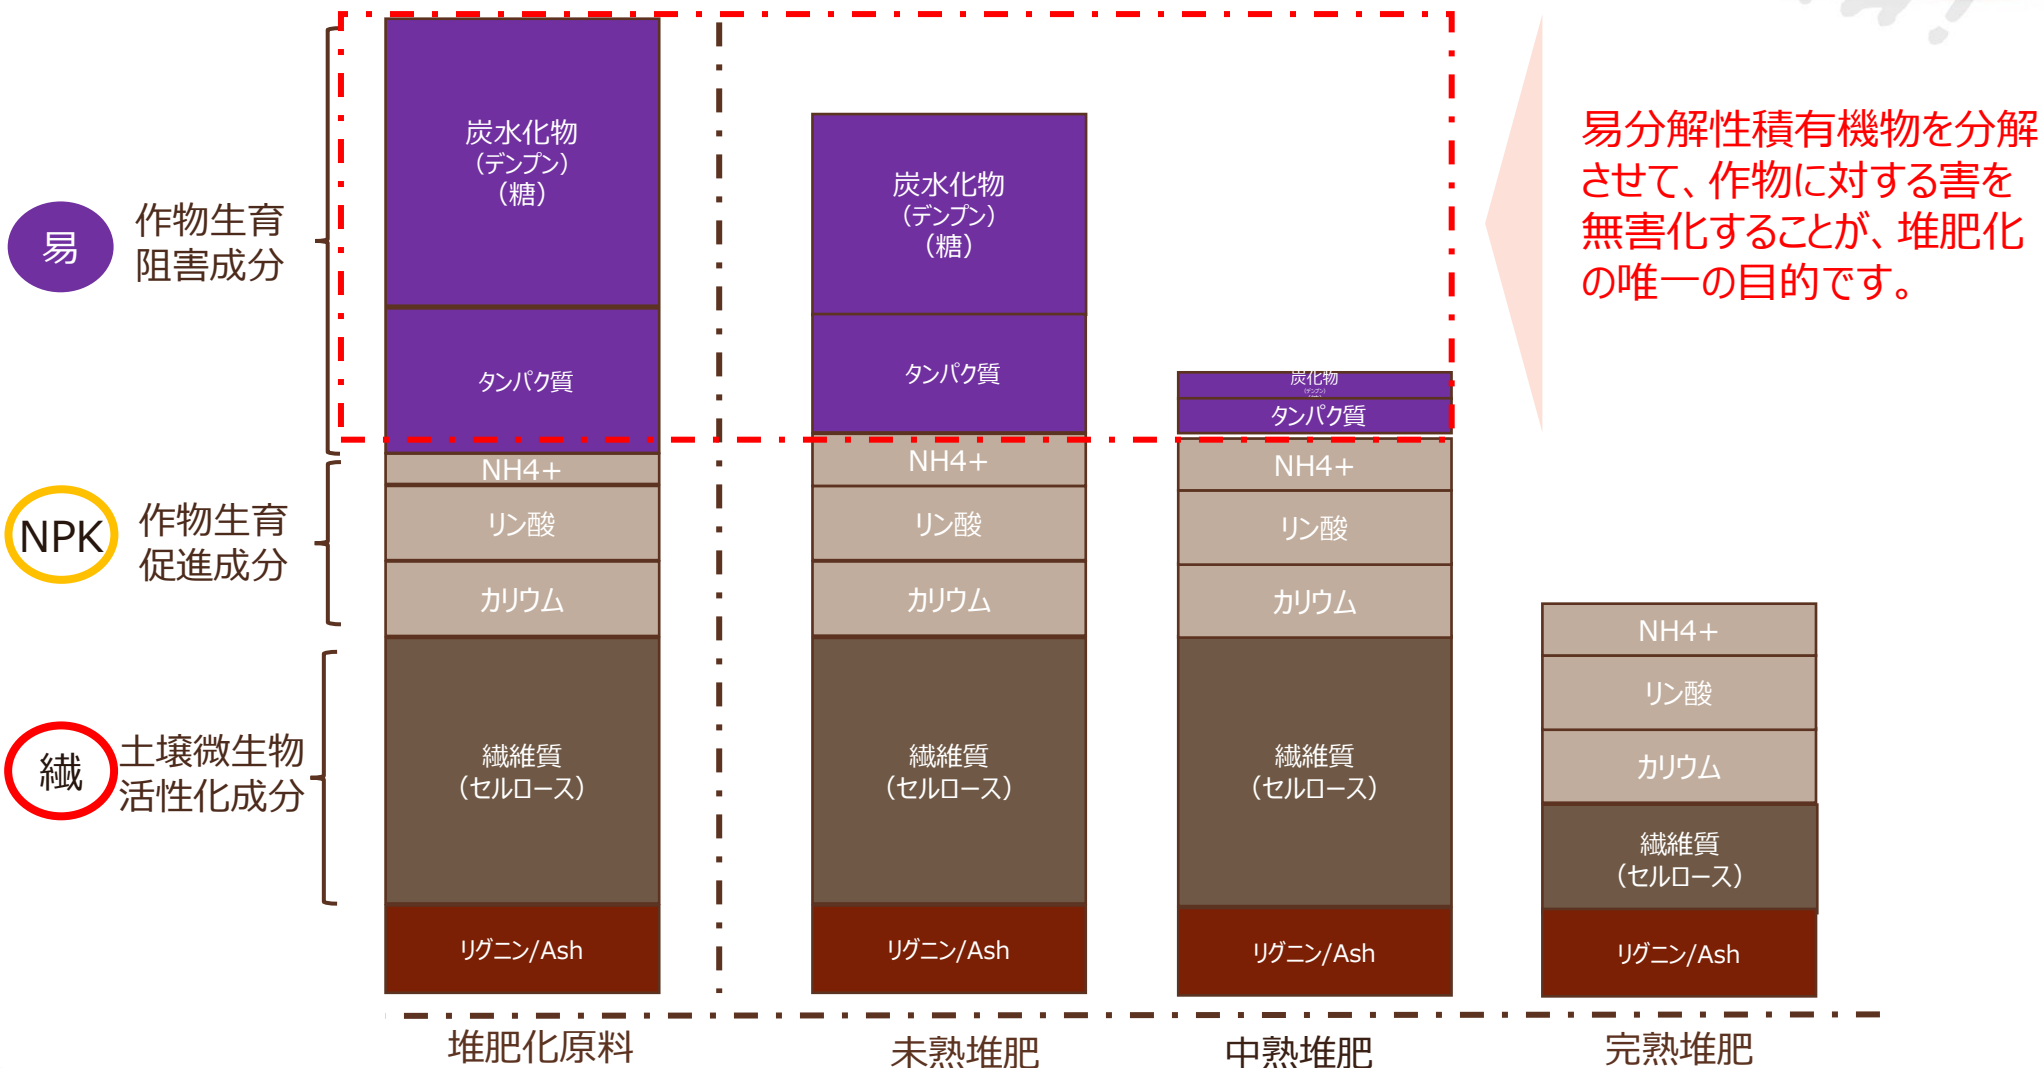 易
作物生育
阻害成分
NPK
作物生育
促進成分
繊
土壌微生物
活性化成分
炭水化物
(デンプン)
(糖)
タンパク質
NH4+
リン酸
カリウム
繊維質
(セルロース)
リグニン/Ash
堆肥化原料
炭水化物
(デンプン)
(糖)
タンパク質
NH4+
リン酸
カリウム
繊維質
(セルロース)
リグニン/Ash
未熟堆肥
炭化物
(デンプン)
タンパク質
NH4+
リン酸
カリウム
繊維質
(セルロース)
リグニン/Ash
中熟堆肥
NH4+
リン酸
カリウム
繊維質
(セルロース)
リグニン/Ash
完熟堆肥
易分解性積有機物を分解
させて、作物に対する害を
無害化することが、堆肥化
の唯一の目的です。